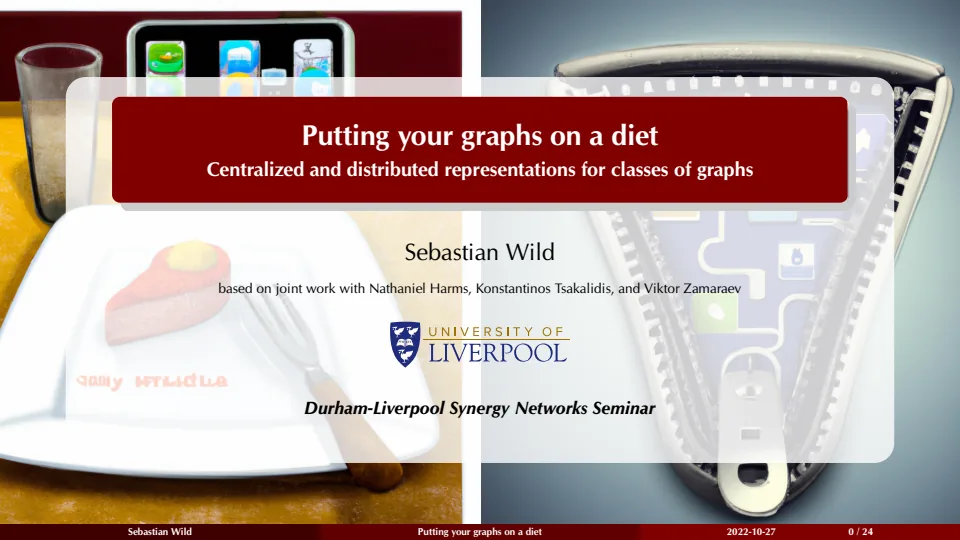 Putting your graphs on a diet
Centralized and distributed representations for classes of graphs
Sebastian Wild
based on joint work with Nathaniel Harms, Konstantinos Tsakalidis, and Viktor Zamaraev
UNIVERSITY OF
LIVERPOOL
Durham-Liverpool Synergy Networks Seminar
Sebastian Wild
Putting your graphs on a diet
2022-10-27
0 / 24